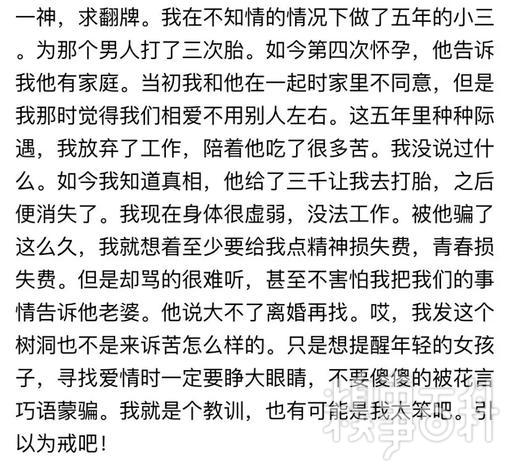 一神，求翻牌。我在不知情的情况下做了五年的小三
。为那个男人打了三次胎。如今第四次怀孕，他告诉
我他有家庭。当初我和他在一起时家里不同意，但是
我那时觉得我们相爱不用别人左右。这五年里种种际
遇，我放弃了工作，陪着他吃了很多苦。我没说过什
么。如今我知道真相，他给了三千让我去打胎，之后
便消失了。我现在身体很虚弱，没法工作。被他骗了
这么久，我就想着至少要给我点精神损失费，青春损
失费。但是却骂的很难听，甚至不害怕我把我们的事
情告诉他老婆。他说大不了离婚再找。哎，我发这个
树洞也不是来诉苦怎么样的。只是想提醒年轻的女孩
子，寻找爱情时一定要睁大眼睛，不要傻傻的被花言
巧语蒙骗。我就是个教训，也有可能是我太笨吧。引
以为戒吧！
糗事百科